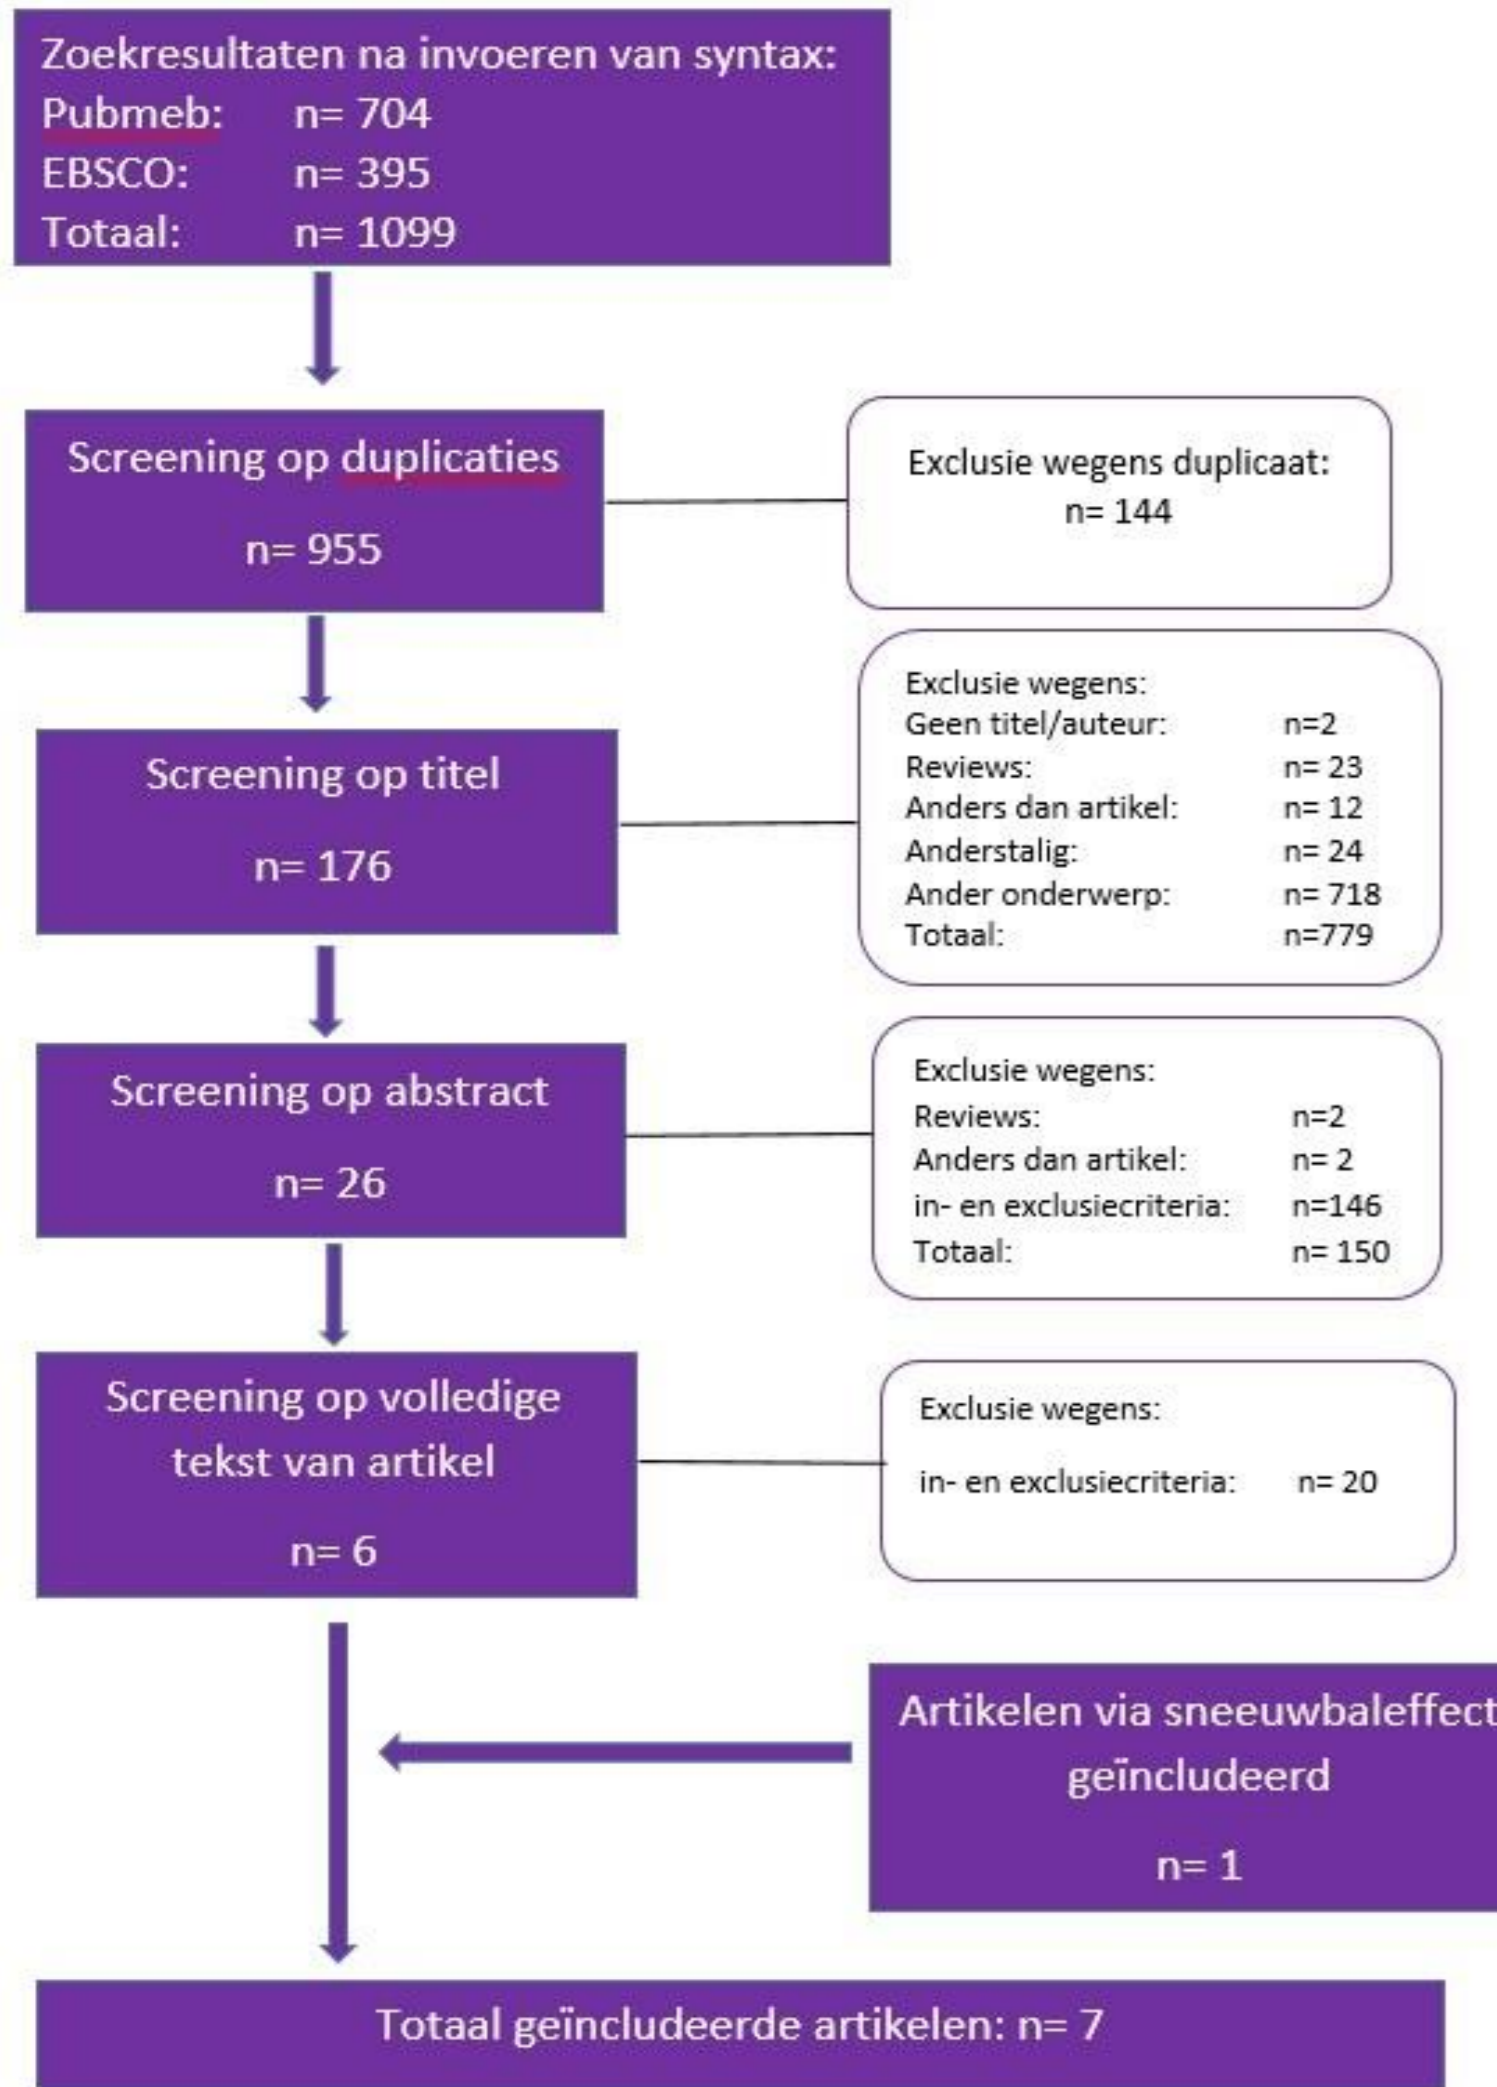 Zoekresultaten na invoeren van syntax:
Pubmeb: n= 704
EBSCO: n= 395
Totaal: n= 1099
Screening op duplicaties
n= 955
Exclusie wegens duplicaat:
n= 144
Screening op titel
n= 176
Exclusie wegens:
Geen titel/auteur: n=2
Reviews: n= 23
Anders dan artikel: n= 12
Anderstalig: n= 24
Ander onderwerp: n= 718
Totaal: n=779
Screening op abstract
n= 26
Exclusie wegens:
Reviews: n=2
Anders dan artikel: n= 2
in- en exclusiecriteria: n=146
Totaal: n= 150
Screening op volledige
tekst van artikel
n= 6
Exclusie wegens:
in- en exclusiecriteria: n= 20
Artikelen via sneeuwbaleffect
geïncludeerd
n= 1
Totaal geïncludeerde artikelen: n= 7